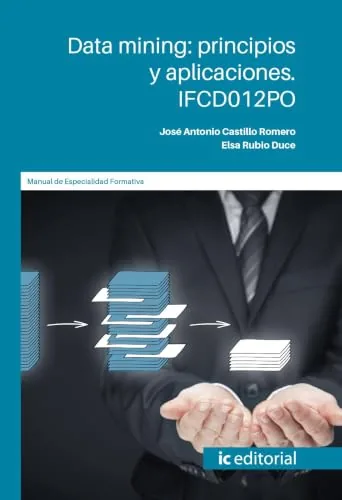 Data mining: principios
y aplicaciones.
IFCD012PO
José Antonio Castillo Romero
Elsa Rubio Duce
Manual de Especialidad Formativa
ic editorial